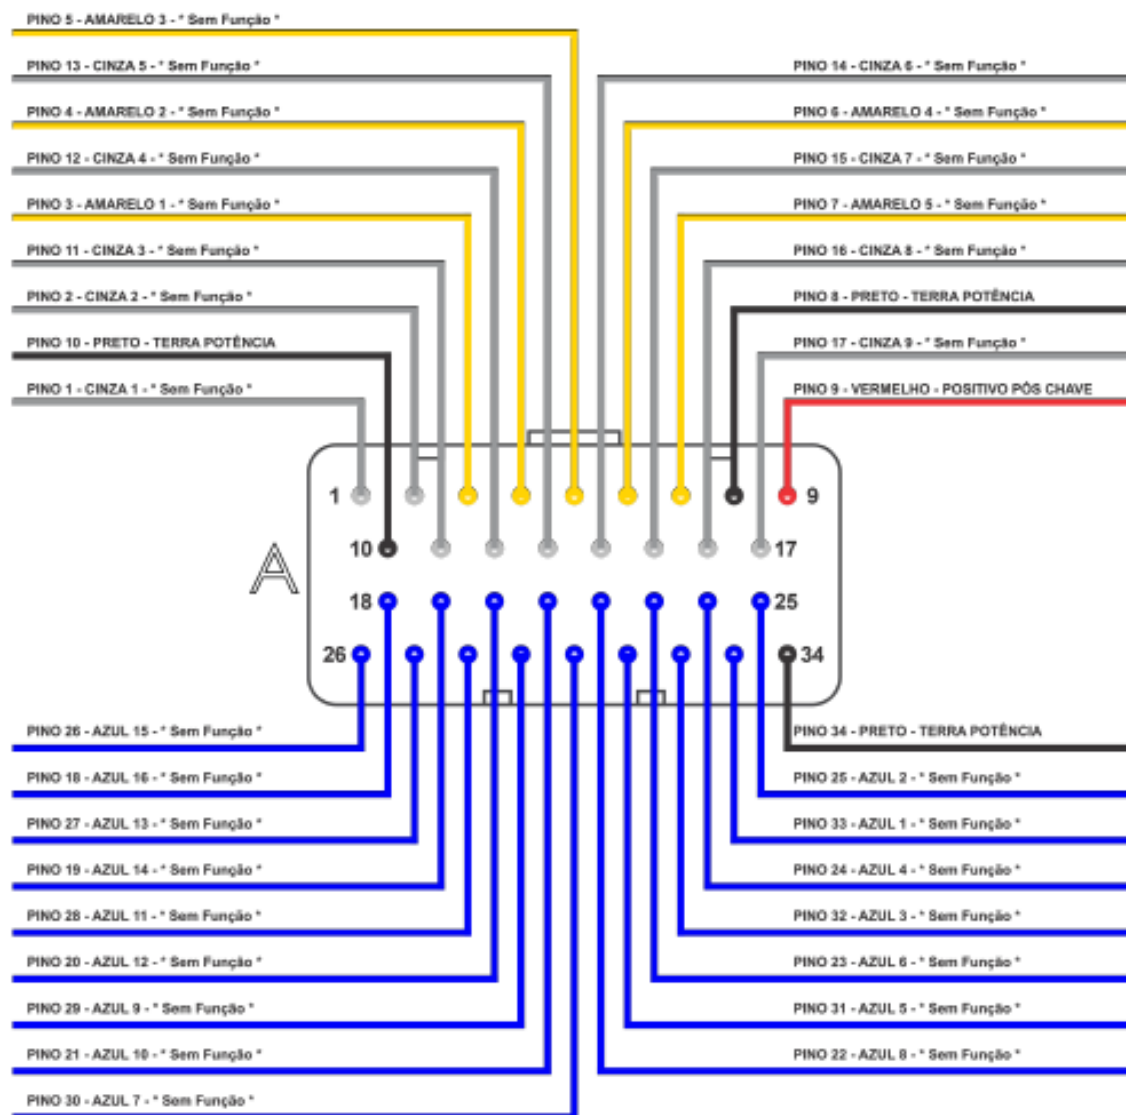 PINO 5 - AMARELO 3 - * Sem Função *
PINO 13 - CINZA 5 - * Sem Função *
PINO 4 - AMARELO 2 - * Sem Função *
PINO 12 - CINZA 4 - * Sem Função *
PINO 3 - AMARELO 1 - * Sem Função *
PINO 11 - CINZA 3 - * Sem Função *
PINO 2 - CINZA 2 - * Sem Função *
PINO 10 - PRETO - TERRA POTÊNCIA
PINO 1 - CINZA 1 - * Sem Função *
PINO 14 - CINZA 6 - * Sem Função *
PINO 6 - AMARELO 4 - * Sem Função *
PINO 15 - CINZA 7 - * Sem Função *
PINO 7 - AMARELO 5 - * Sem Função *
PINO 16 - CINZA 8 - * Sem Função *
PINO 8 - PRETO - TERRA POTÊNCIA
PINO 17 - CINZA 9 - * Sem Função *
PINO 9 - VERMELHO - POSITIVO PÓS CHAVE
1 9
10 17
A
18 25
26 34
PINO 26 - AZUL 15 - * Sem Função *
PINO 18 - AZUL 16 - * Sem Função *
PINO 27 - AZUL 13 - * Sem Função *
PINO 19 - AZUL 14 - * Sem Função *
PINO 28 - AZUL 11 - * Sem Função *
PINO 20 - AZUL 12 - * Sem Função *
PINO 29 - AZUL 9 - * Sem Função *
PINO 21 - AZUL 10 - * Sem Função *
PINO 30 - AZUL 7 - * Sem Função *
PINO 34 - PRETO - TERRA POTÊNCIA
PINO 25 - AZUL 2 - * Sem Função *
PINO 33 - AZUL 1 - * Sem Função *
PINO 24 - AZUL 4 - * Sem Função *
PINO 32 - AZUL 3 - * Sem Função *
PINO 23 - AZUL 6 - * Sem Função *
PINO 31 - AZUL 5 - * Sem Função *
PINO 22 - AZUL 8 - * Sem Função *